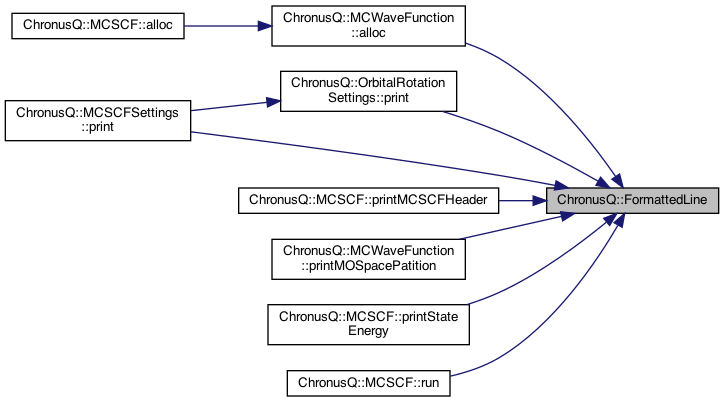 ChronusQ::MCSCF::alloc
ChronusQ::MCWaveFunction
::alloc
ChronusQ::OrbitalRotation
Settings::print
ChronusQ::MCSCFSettings
::print
ChronusQ::MCSCF::printMCSCFHeader
ChronusQ::FormattedLine
ChronusQ::MCWaveFunction
::printMOSpacePatition
ChronusQ::MCSCF::printState
Energy
ChronusQ::MCSCF::run